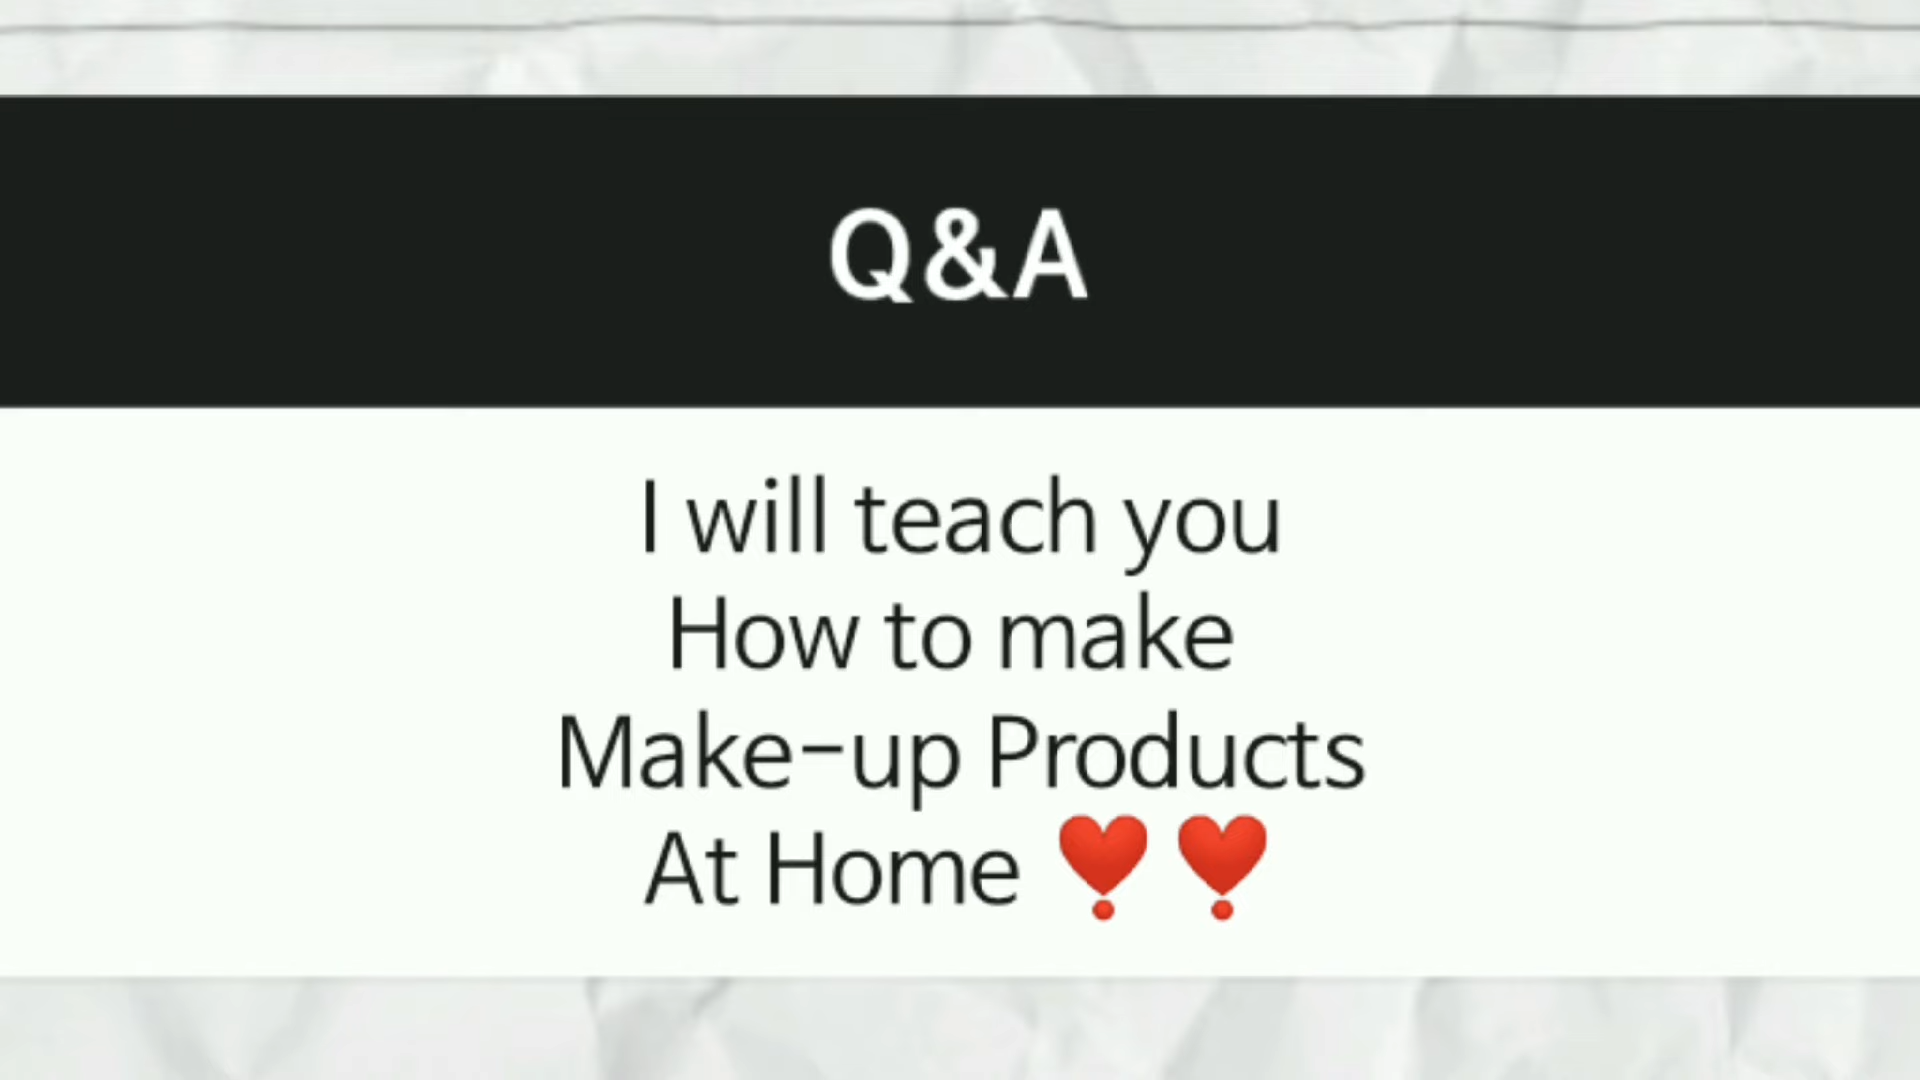 Q&A
I will teach you
How to make
Make-up Products
At Home ❣️ ❣️